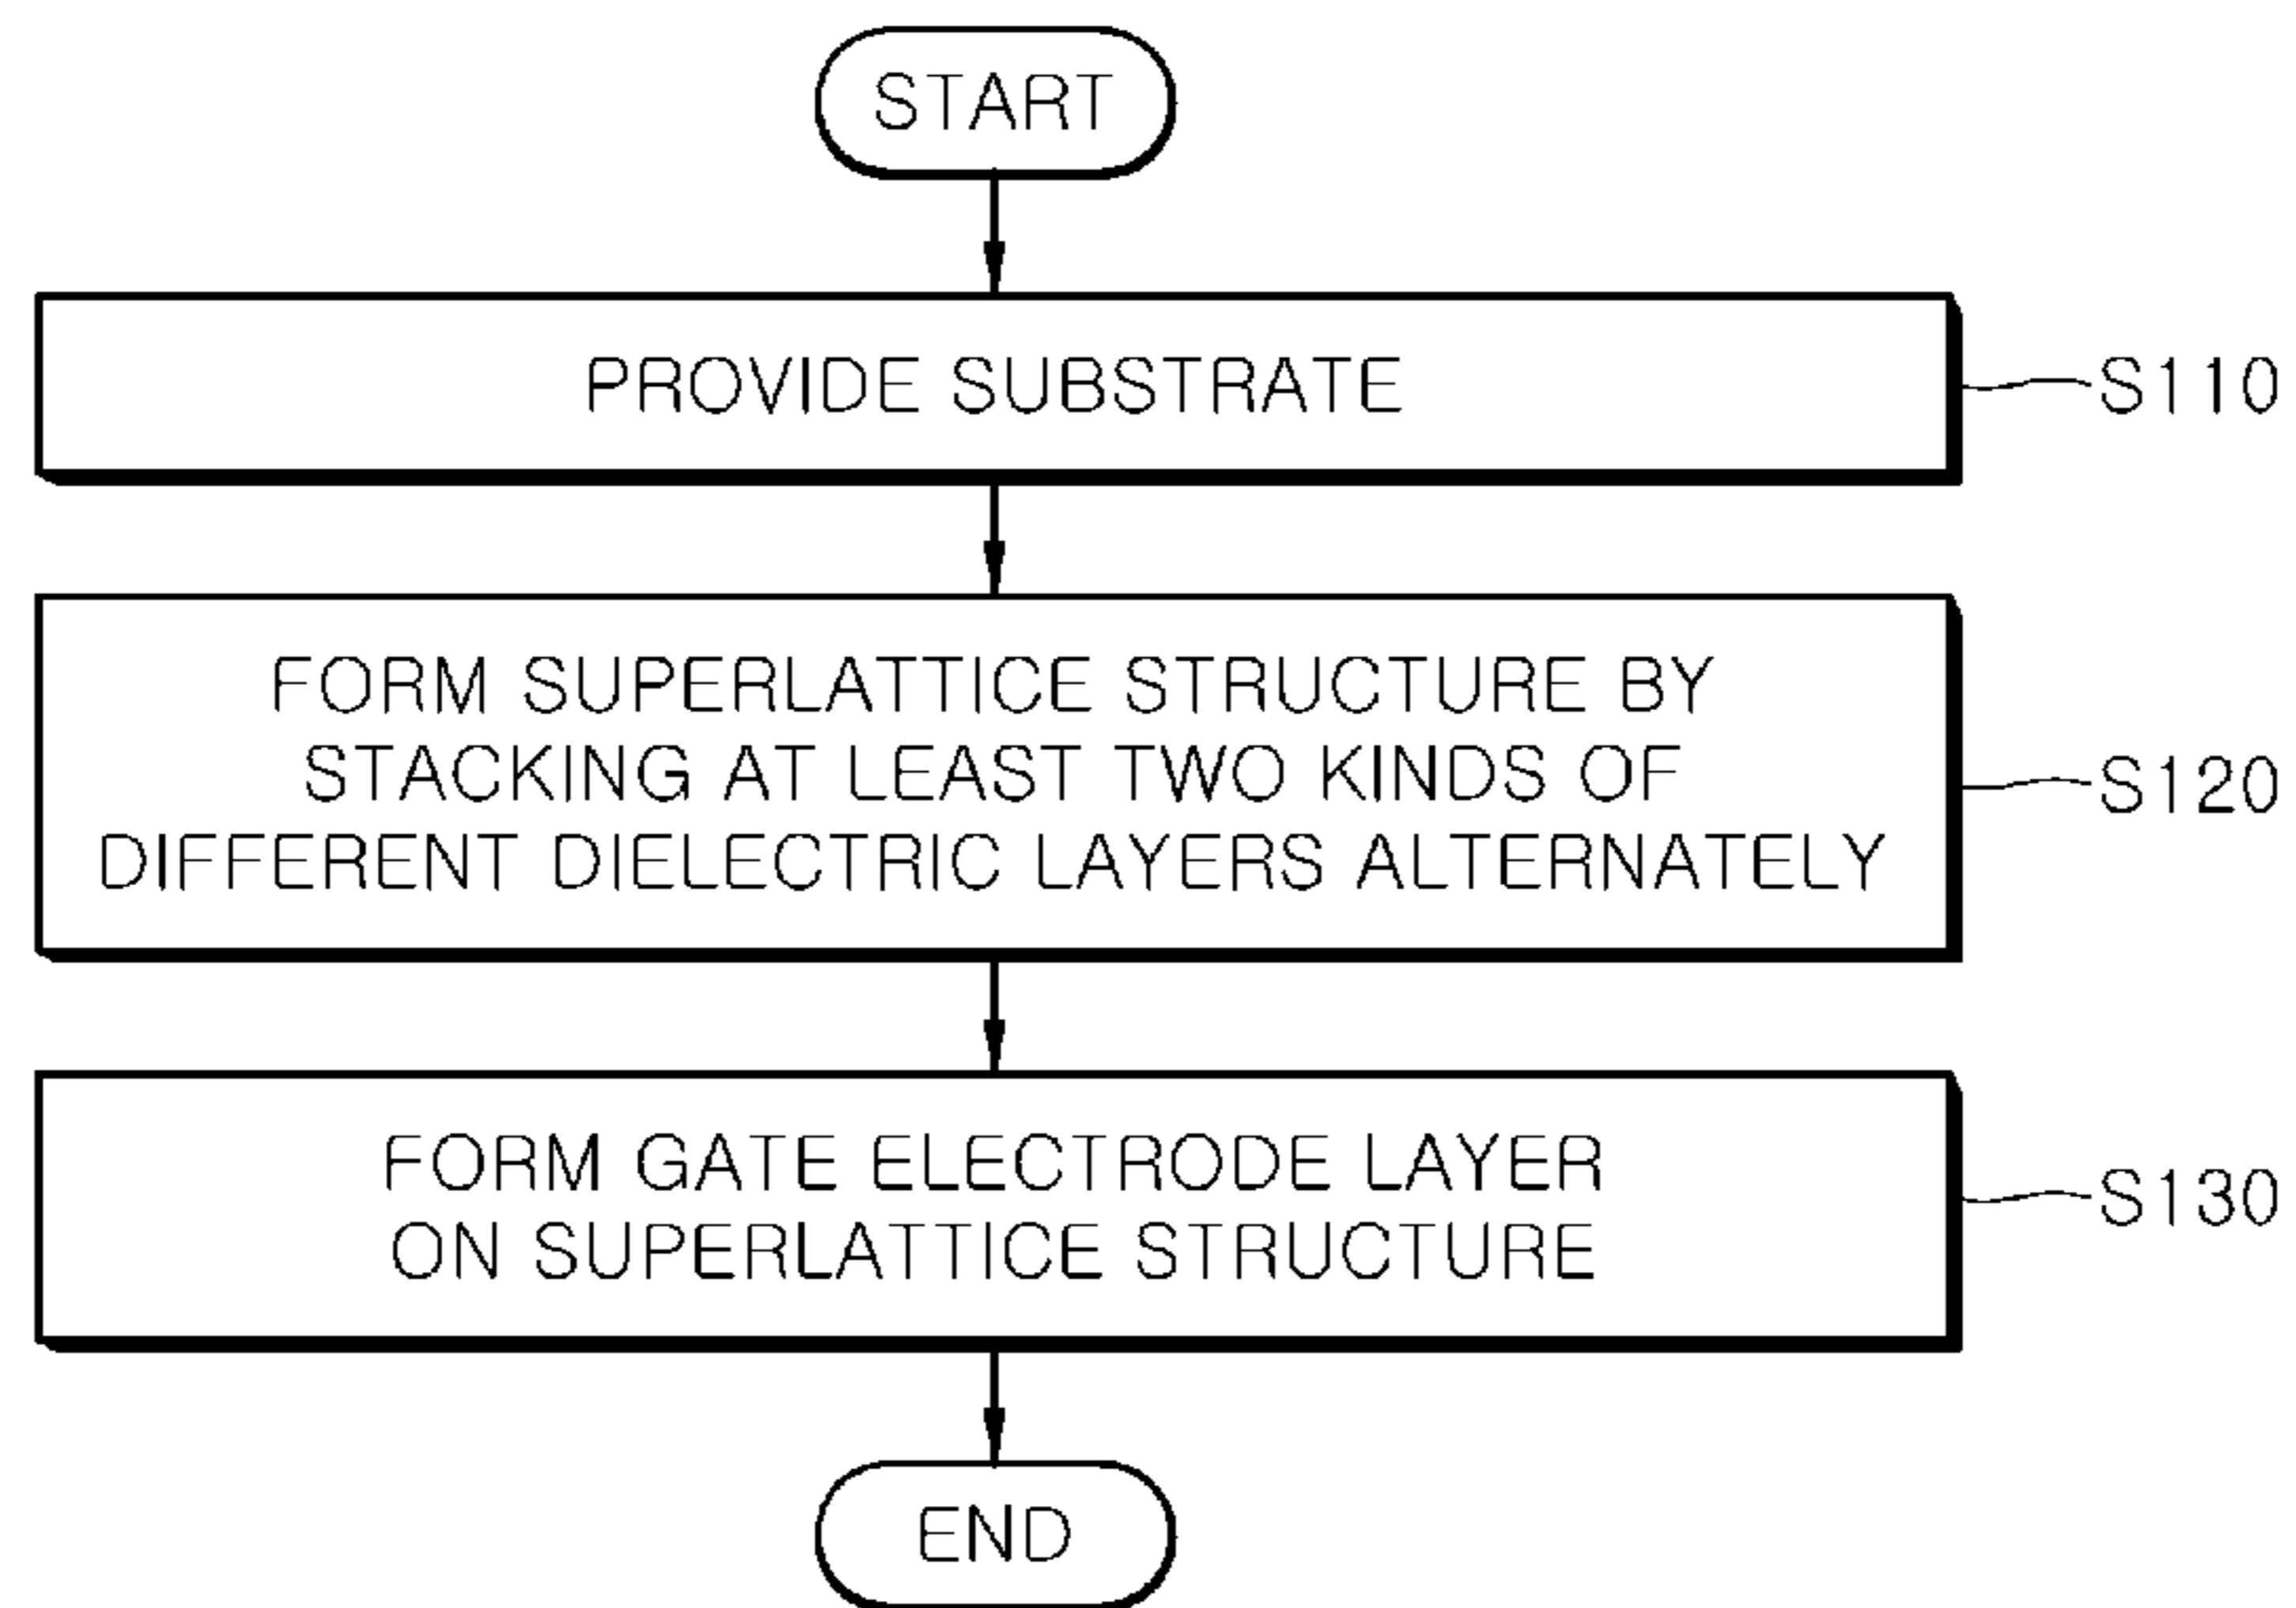 START
PROVIDE SUBSTRATE
S110
FORM SUPERLATTICE STRUCTURE BY
STACKING AT LEAST TWO KINDS OF
DIFFERENT DIELECTRIC LAYERS ALTERNATELY
S120
FORM GATE ELECTRODE LAYER
ON SUPERLATTICE STRUCTURE
S130
END